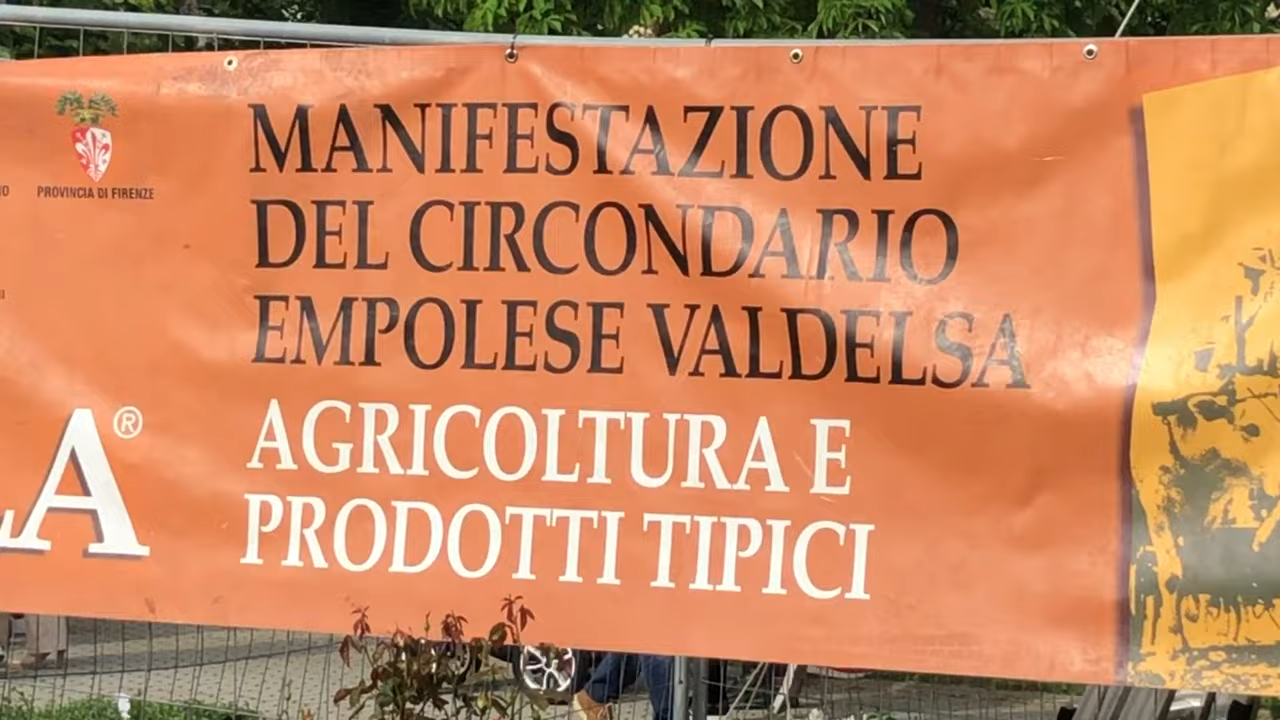 PROVINCIA DI FIRENZE
MANIFESTAZIONE
DEL CIRCONDARIO
EMPOLESE VALDELSA
A®
AGRICOLTURA E
PRODOTTI TIPICI